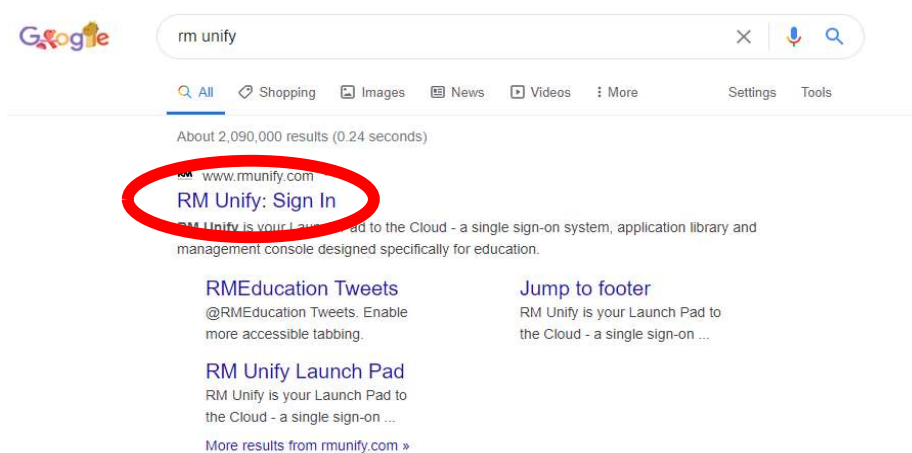 Google
rm unify
All Shopping Images News Videos More Settings Tools
About 2,090,000 results (0.24 seconds)
RM www.rmunify.com
RM Unify: Sign In
RM Unify is your Launch Pad to the Cloud - a single sign-on system, application library and
management console designed specifically for education.
RMEducation Tweets
@RMEducation Tweets. Enable
more accessible tabbing.
Jump to footer
RM Unify is your Launch Pad to
the Cloud - a single sign-on ...
RM Unify Launch Pad
RM Unify is your Launch Pad to
the Cloud - a single sign-on ...
More results from rmunify.com »